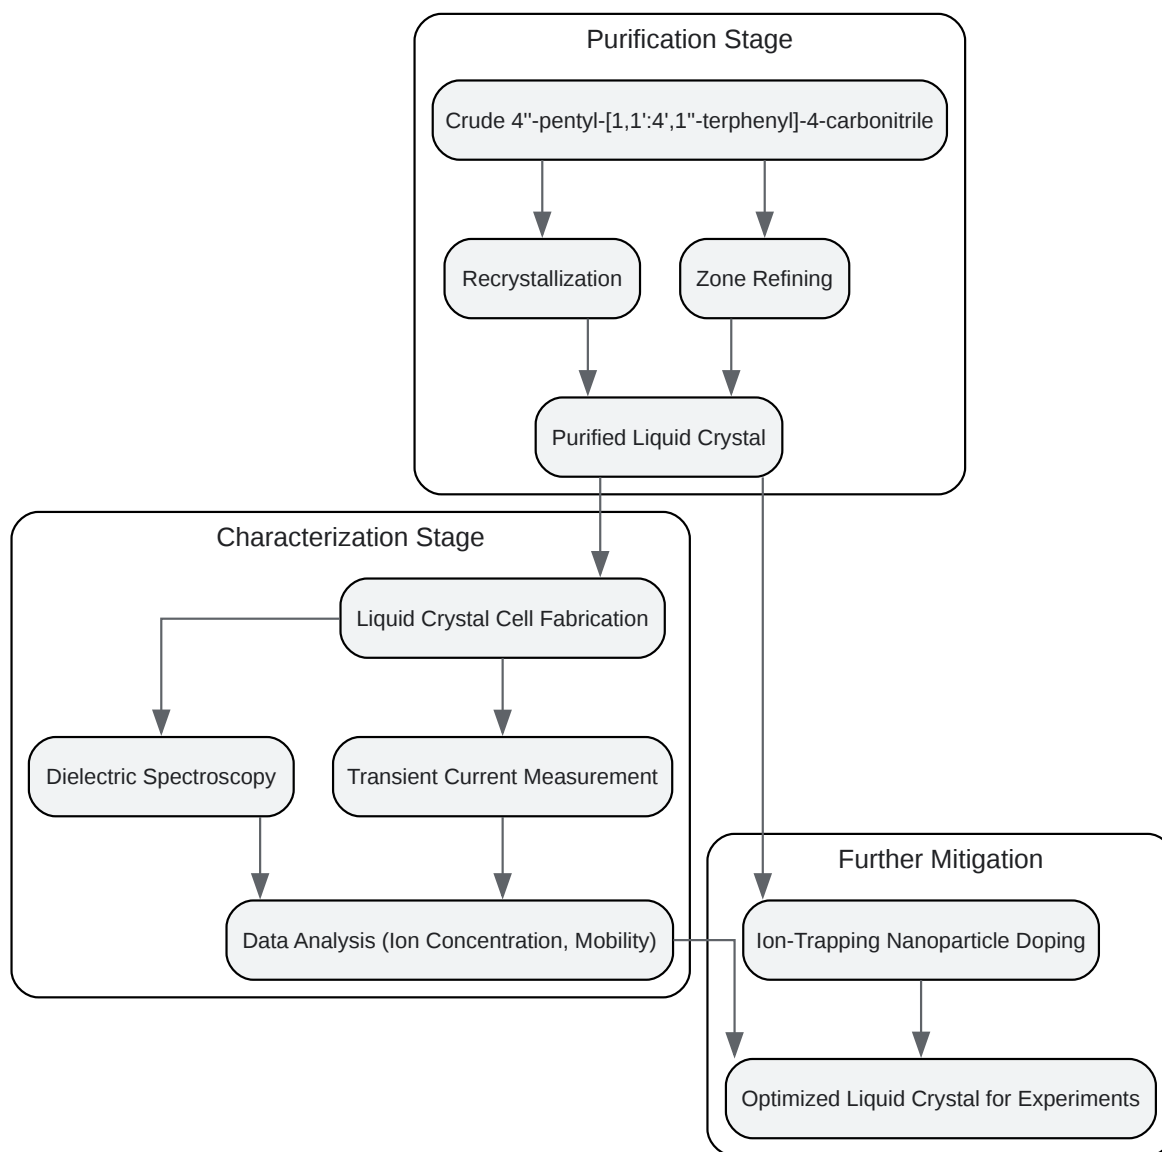 Purification Stage
Crude 4''-pentyl-[1,1':4',1''-terphenyl]-4-carbonitrile
Recrystallization
Zone Refining
Purified Liquid Crystal
Characterization Stage
Liquid Crystal Cell Fabrication
Dielectric Spectroscopy
Transient Current Measurement
Data Analysis (Ion Concentration, Mobility)
Further Mitigation
Ion-Trapping Nanoparticle Doping
Optimized Liquid Crystal for Experiments